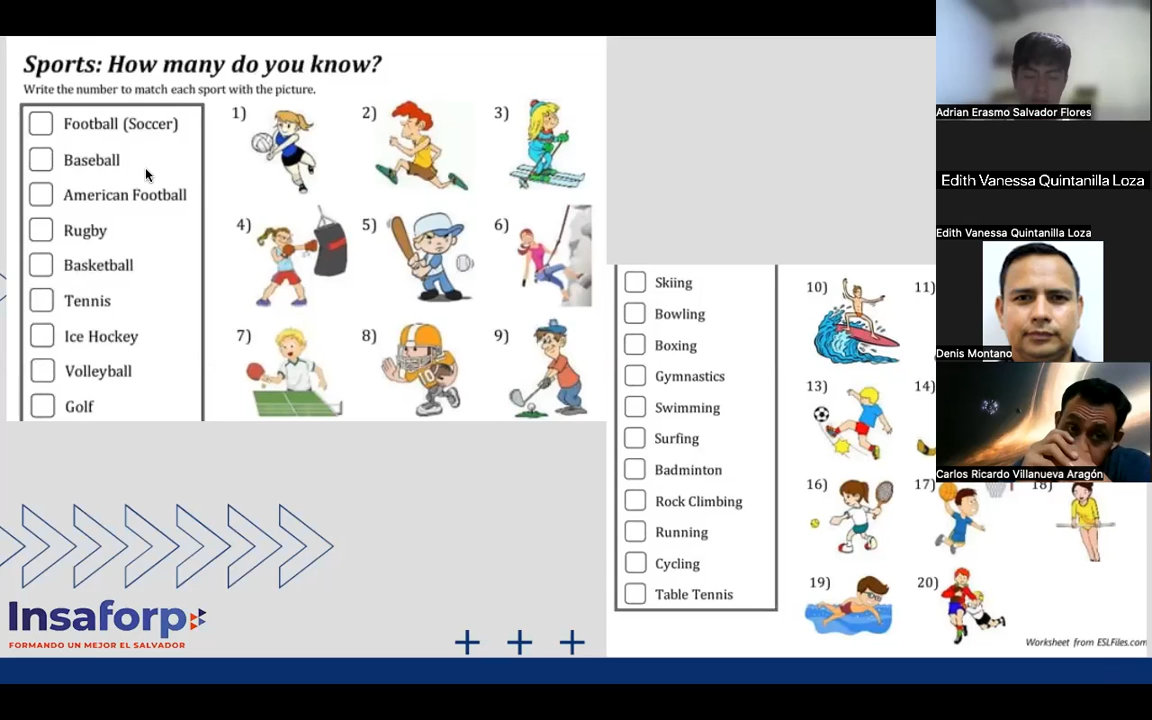 Sports: How many do you know?
Write the number to match each sport with the picture.
Football (Soccer)
Baseball
American Football
Rugby
Basketball
Tennis
Ice Hockey
Volleyball
Golf
1)
2)
3)
4)
5)
6)
7)
8)
9)
10
Skiing
Bowling
Boxing
Gymnastics
Swimming
Surfing
Badminton
Rock Climbing
Running
Cycling
Table Tennis
10)
11)
13)
14)
16)
17)
18)
19)
20)
Worksheet from ESLFiles.com
Insaforp
FORMANDO UN MEJOR EL SALVADOR
Adrian Erasmo Salvador Flores
Edith Vanessa Quintanilla Loza
Edith Vanessa Quintanilla Loza
Denis Montano
Carlos Ricardo Villanueva Aragón